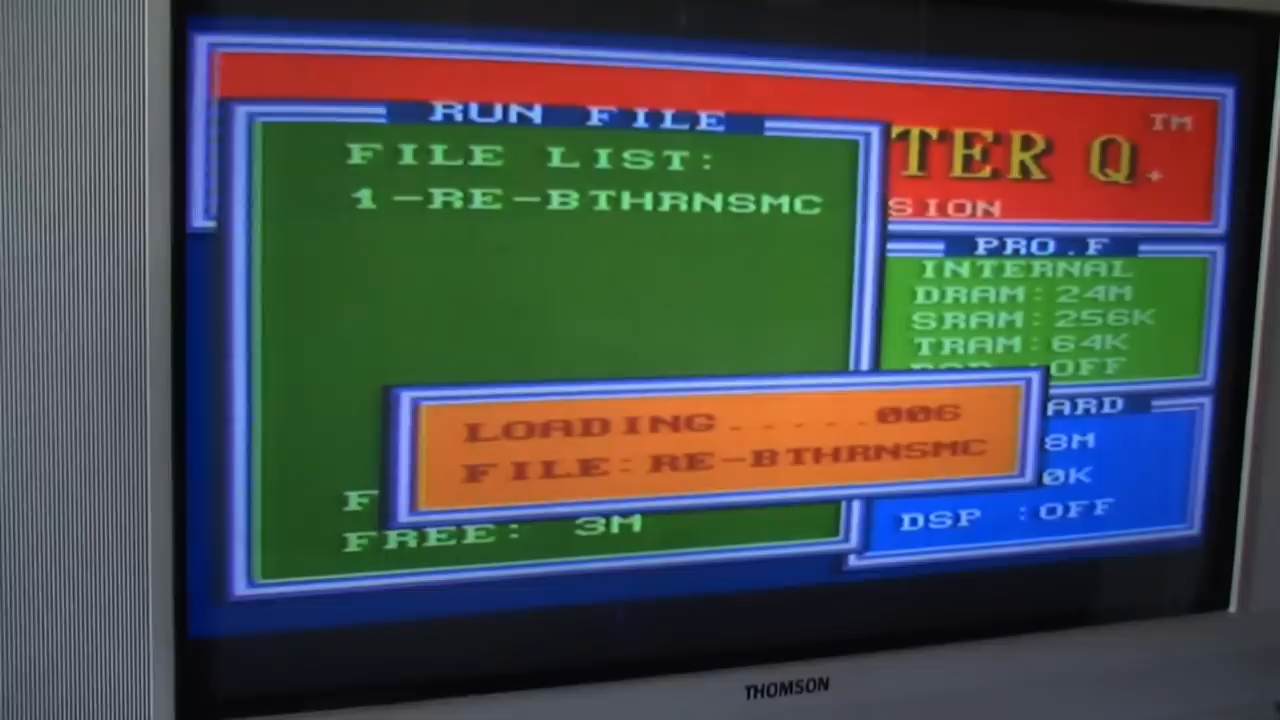 RUN FILE
FILE LIST:
1-RE-BTHRNSMC
TER Q+ TM
SION
PRO.F
INTERNAL
DRAM:24M
SRAM:256K
TRAM:64K
:OFF
ARD
8M
0K
DSP :OFF
LOADING.....006
FILE:RE-BTHRNSMC
F
FREE: 3M
THOMSON